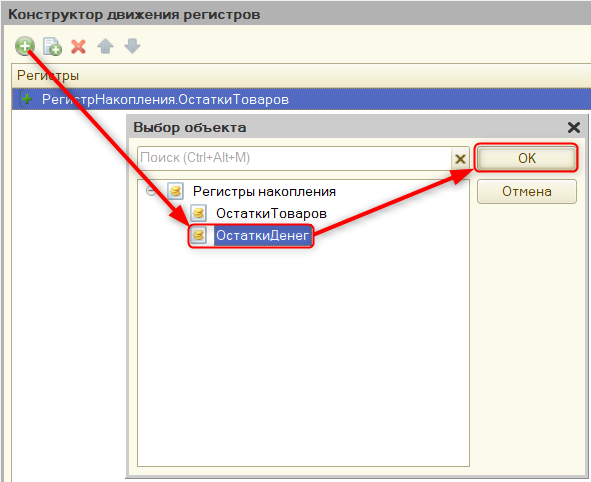 Конструктор движения регистров
Регистры
РегистрНакопления.ОстаткиТоваров
Выбор объекта
Поиск (Ctrl+Alt+M)
OK
Регистры накопления
Отмена
ОстаткиТоваров
ОстаткиДенег